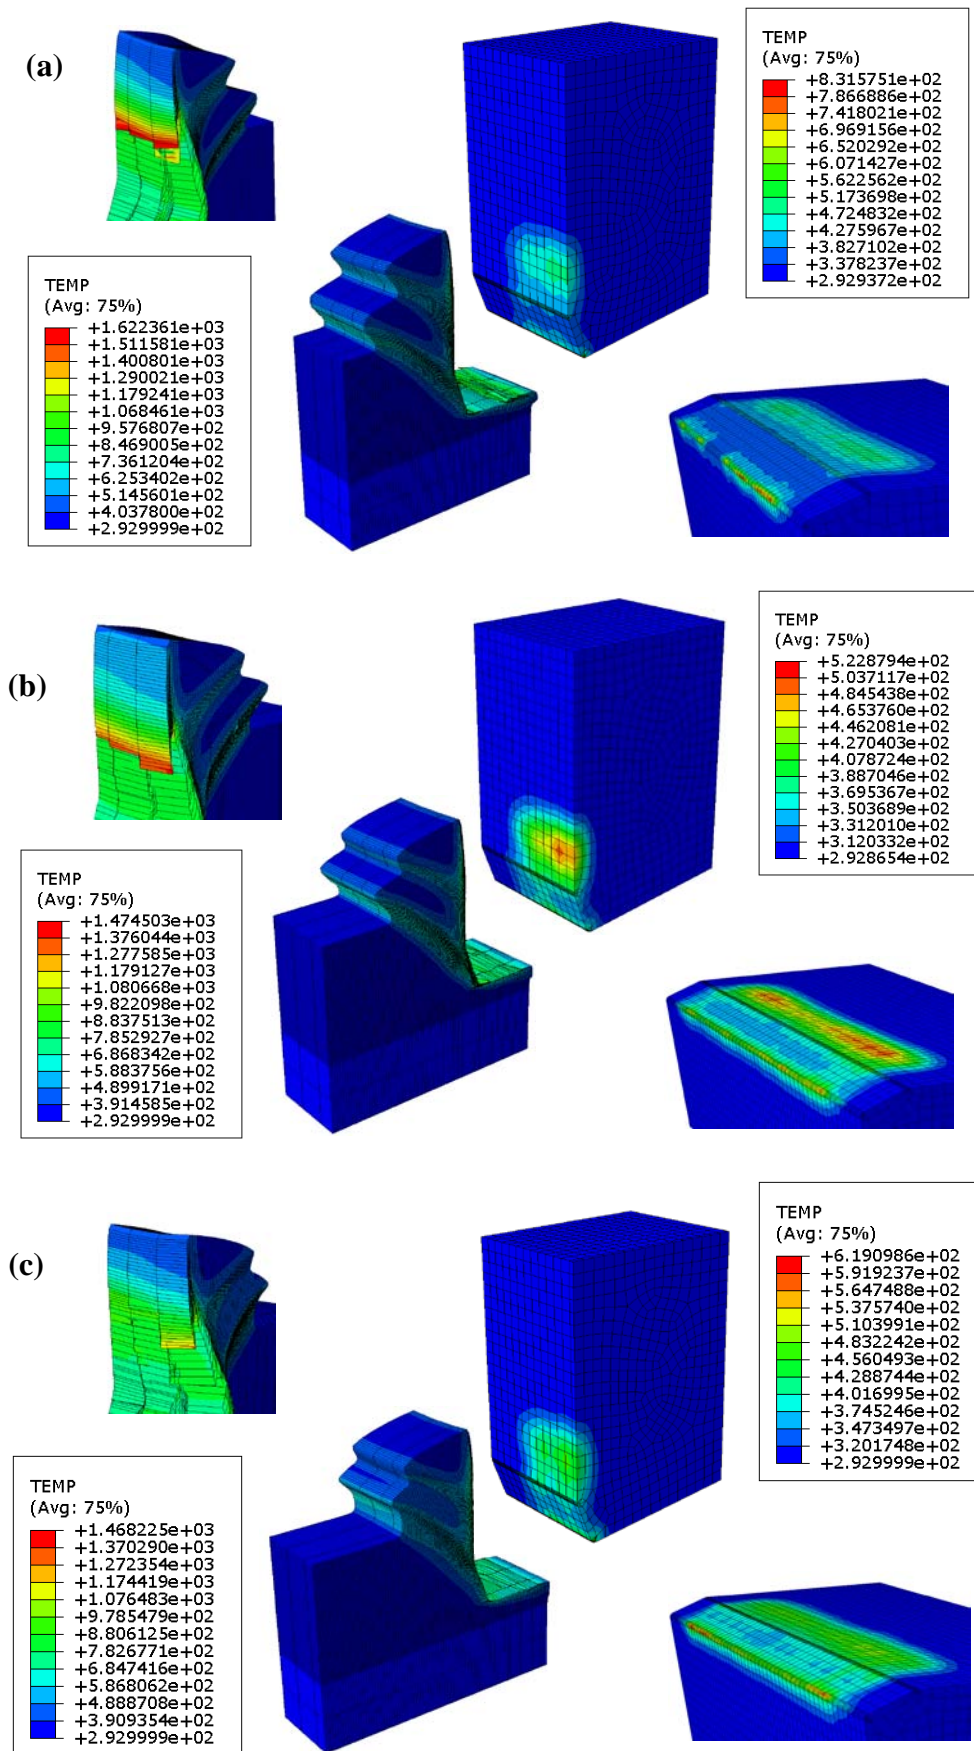 (a)
TEMP
(Avg: 75%)
+8.315751e+02
+7.866886e+02
+7.418021e+02
+6.969156e+02
+6.520292e+02
+6.071427e+02
+5.622562e+02
+5.173698e+02
+4.724832e+02
+4.275967e+02
+3.827102e+02
+3.378237e+02
+2.929372e+02
TEMP
(Avg: 75%)
+1.622361e+03
+1.511581e+03
+1.400801e+03
+1.290021e+03
+1.179241e+03
+1.068461e+03
+9.576807e+02
+8.469005e+02
+7.361204e+02
+6.253402e+02
+5.145601e+02
+4.037800e+02
+2.929999e+02
(b)
TEMP
(Avg: 75%)
+5.228794e+02
+5.037117e+02
+4.845438e+02
+4.653760e+02
+4.462081e+02
+4.270403e+02
+4.078724e+02
+3.887046e+02
+3.695367e+02
+3.503689e+02
+3.312010e+02
+3.120332e+02
+2.928654e+02
TEMP
(Avg: 75%)
+1.474503e+03
+1.376044e+03
+1.277585e+03
+1.179127e+03
+1.080668e+03
+9.822098e+02
+8.837513e+02
+7.852927e+02
+6.868342e+02
+5.883756e+02
+4.899171e+02
+3.914585e+02
+2.929999e+02
(c)
TEMP
(Avg: 75%)
+6.190986e+02
+5.919237e+02
+5.647488e+02
+5.375740e+02
+5.103991e+02
+4.832242e+02
+4.560493e+02
+4.288744e+02
+4.016995e+02
+3.745246e+02
+3.473497e+02
+3.201748e+02
+2.929999e+02
TEMP
(Avg: 75%)
+1.468225e+03
+1.370290e+03
+1.272354e+03
+1.174419e+03
+1.076483e+03
+9.785479e+02
+8.806125e+02
+7.826771e+02
+6.847416e+02
+5.868062e+02
+4.888708e+02
+3.909354e+02
+2.929999e+02